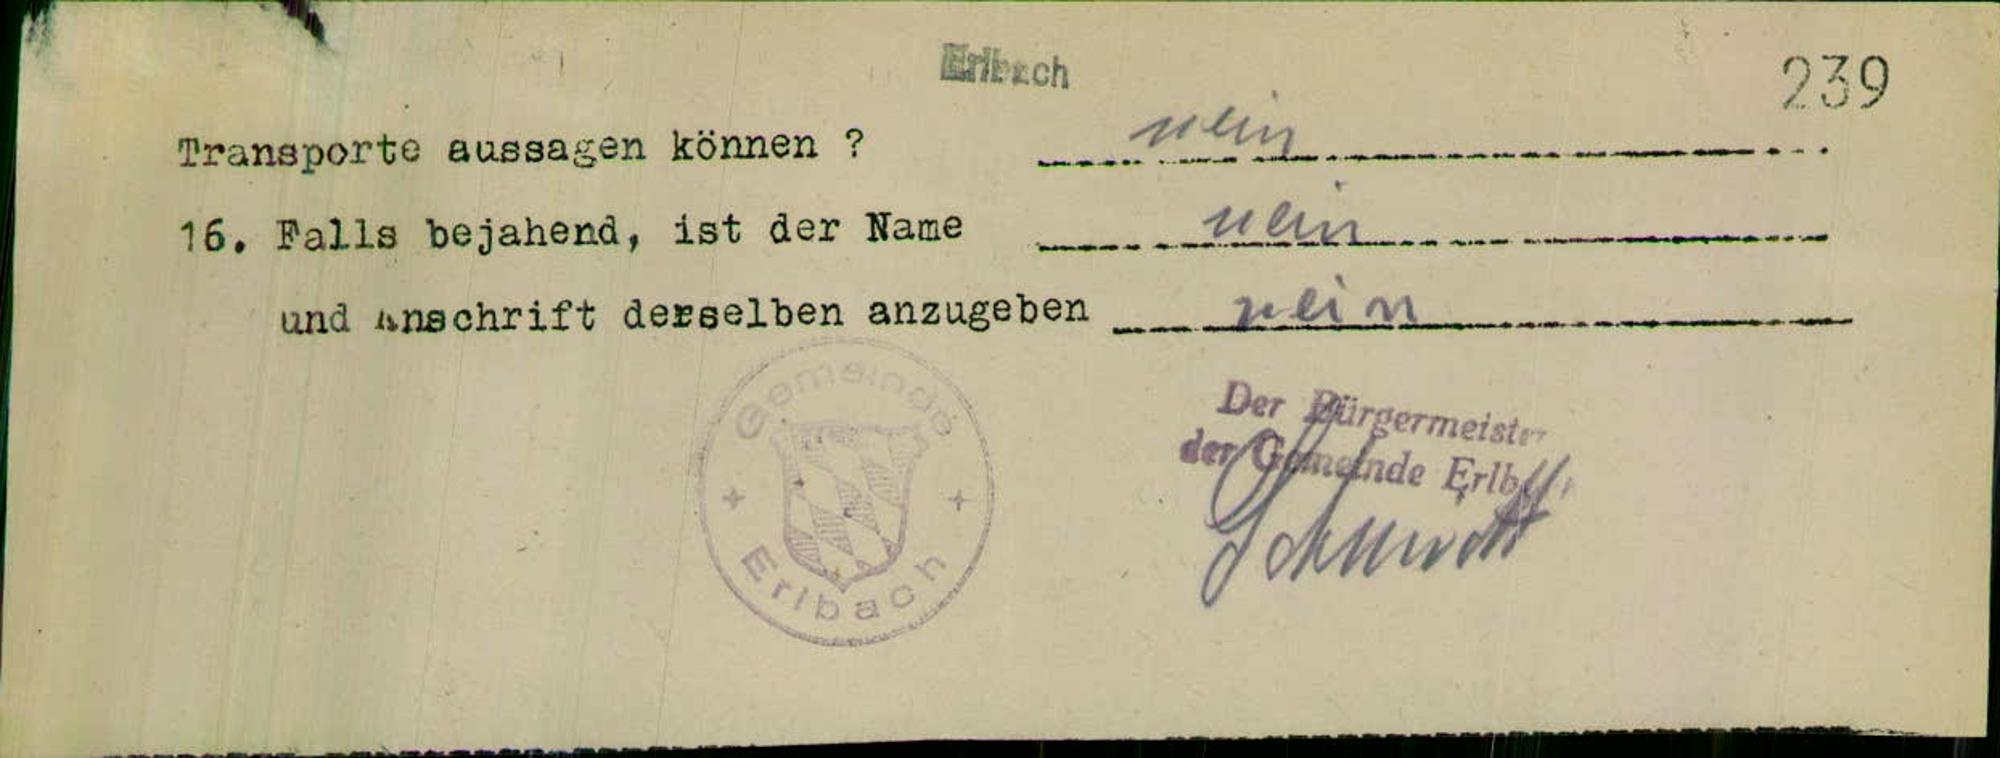 Erlbach
239
Transporte aussagen können ? nein
16. Falls bejahend, ist der Name nein
und Anschrift derselben anzugeben nein
Gemeinde
Erlbach
Der Bürgermeister
der Gemeinde Erlbach